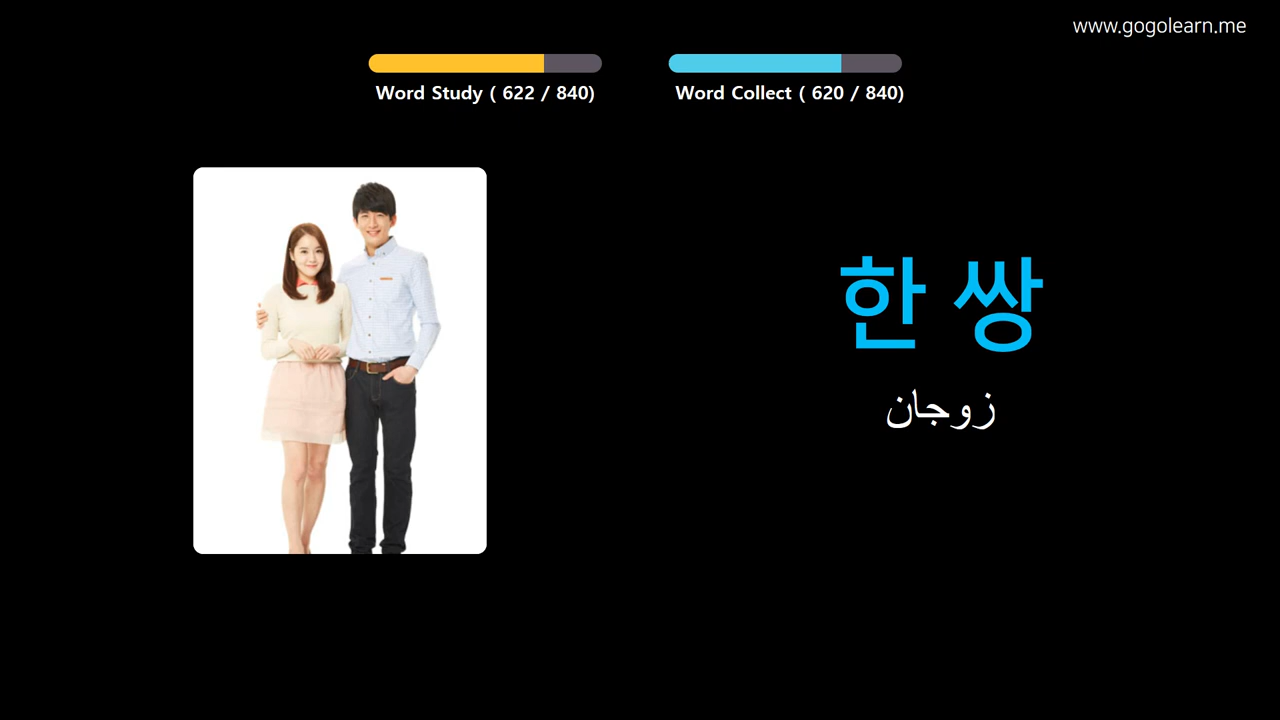 www.gogolearn.me
Word Study ( 622 / 840)
Word Collect ( 620 / 840)
한 쌍
زوجان